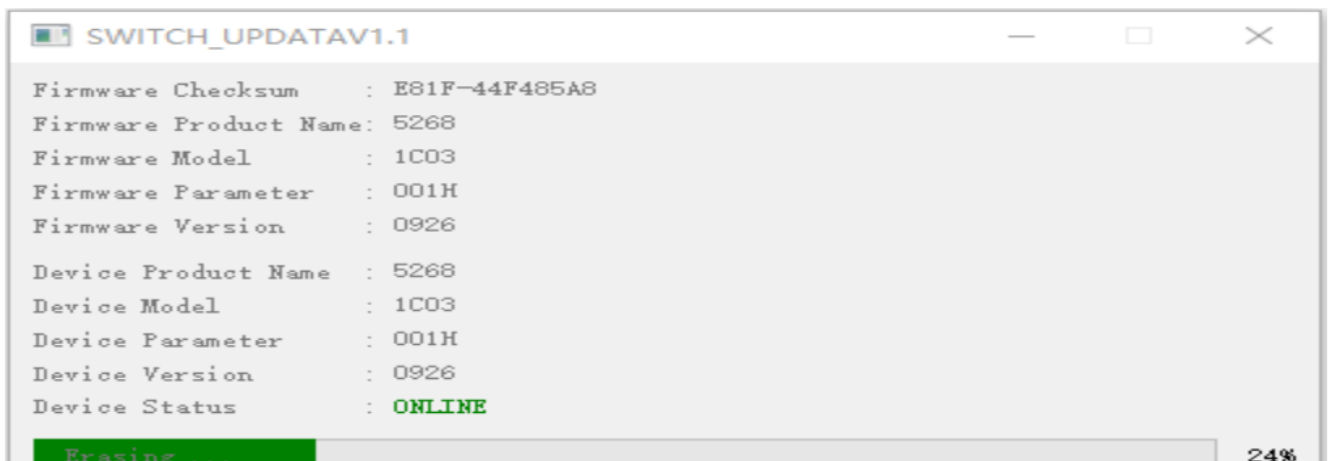 SWITCH_UPDATAV1.1
Firmware Checksum : E81F-44F485A8
Firmware Product Name: 5268
Firmware Model : 1C03
Firmware Parameter : 001H
Firmware Version : 0926
Device Product Name : 5268
Device Model : 1C03
Device Parameter : 001H
Device Version : 0926
Device Status : ONLINE
Erasing... 24%